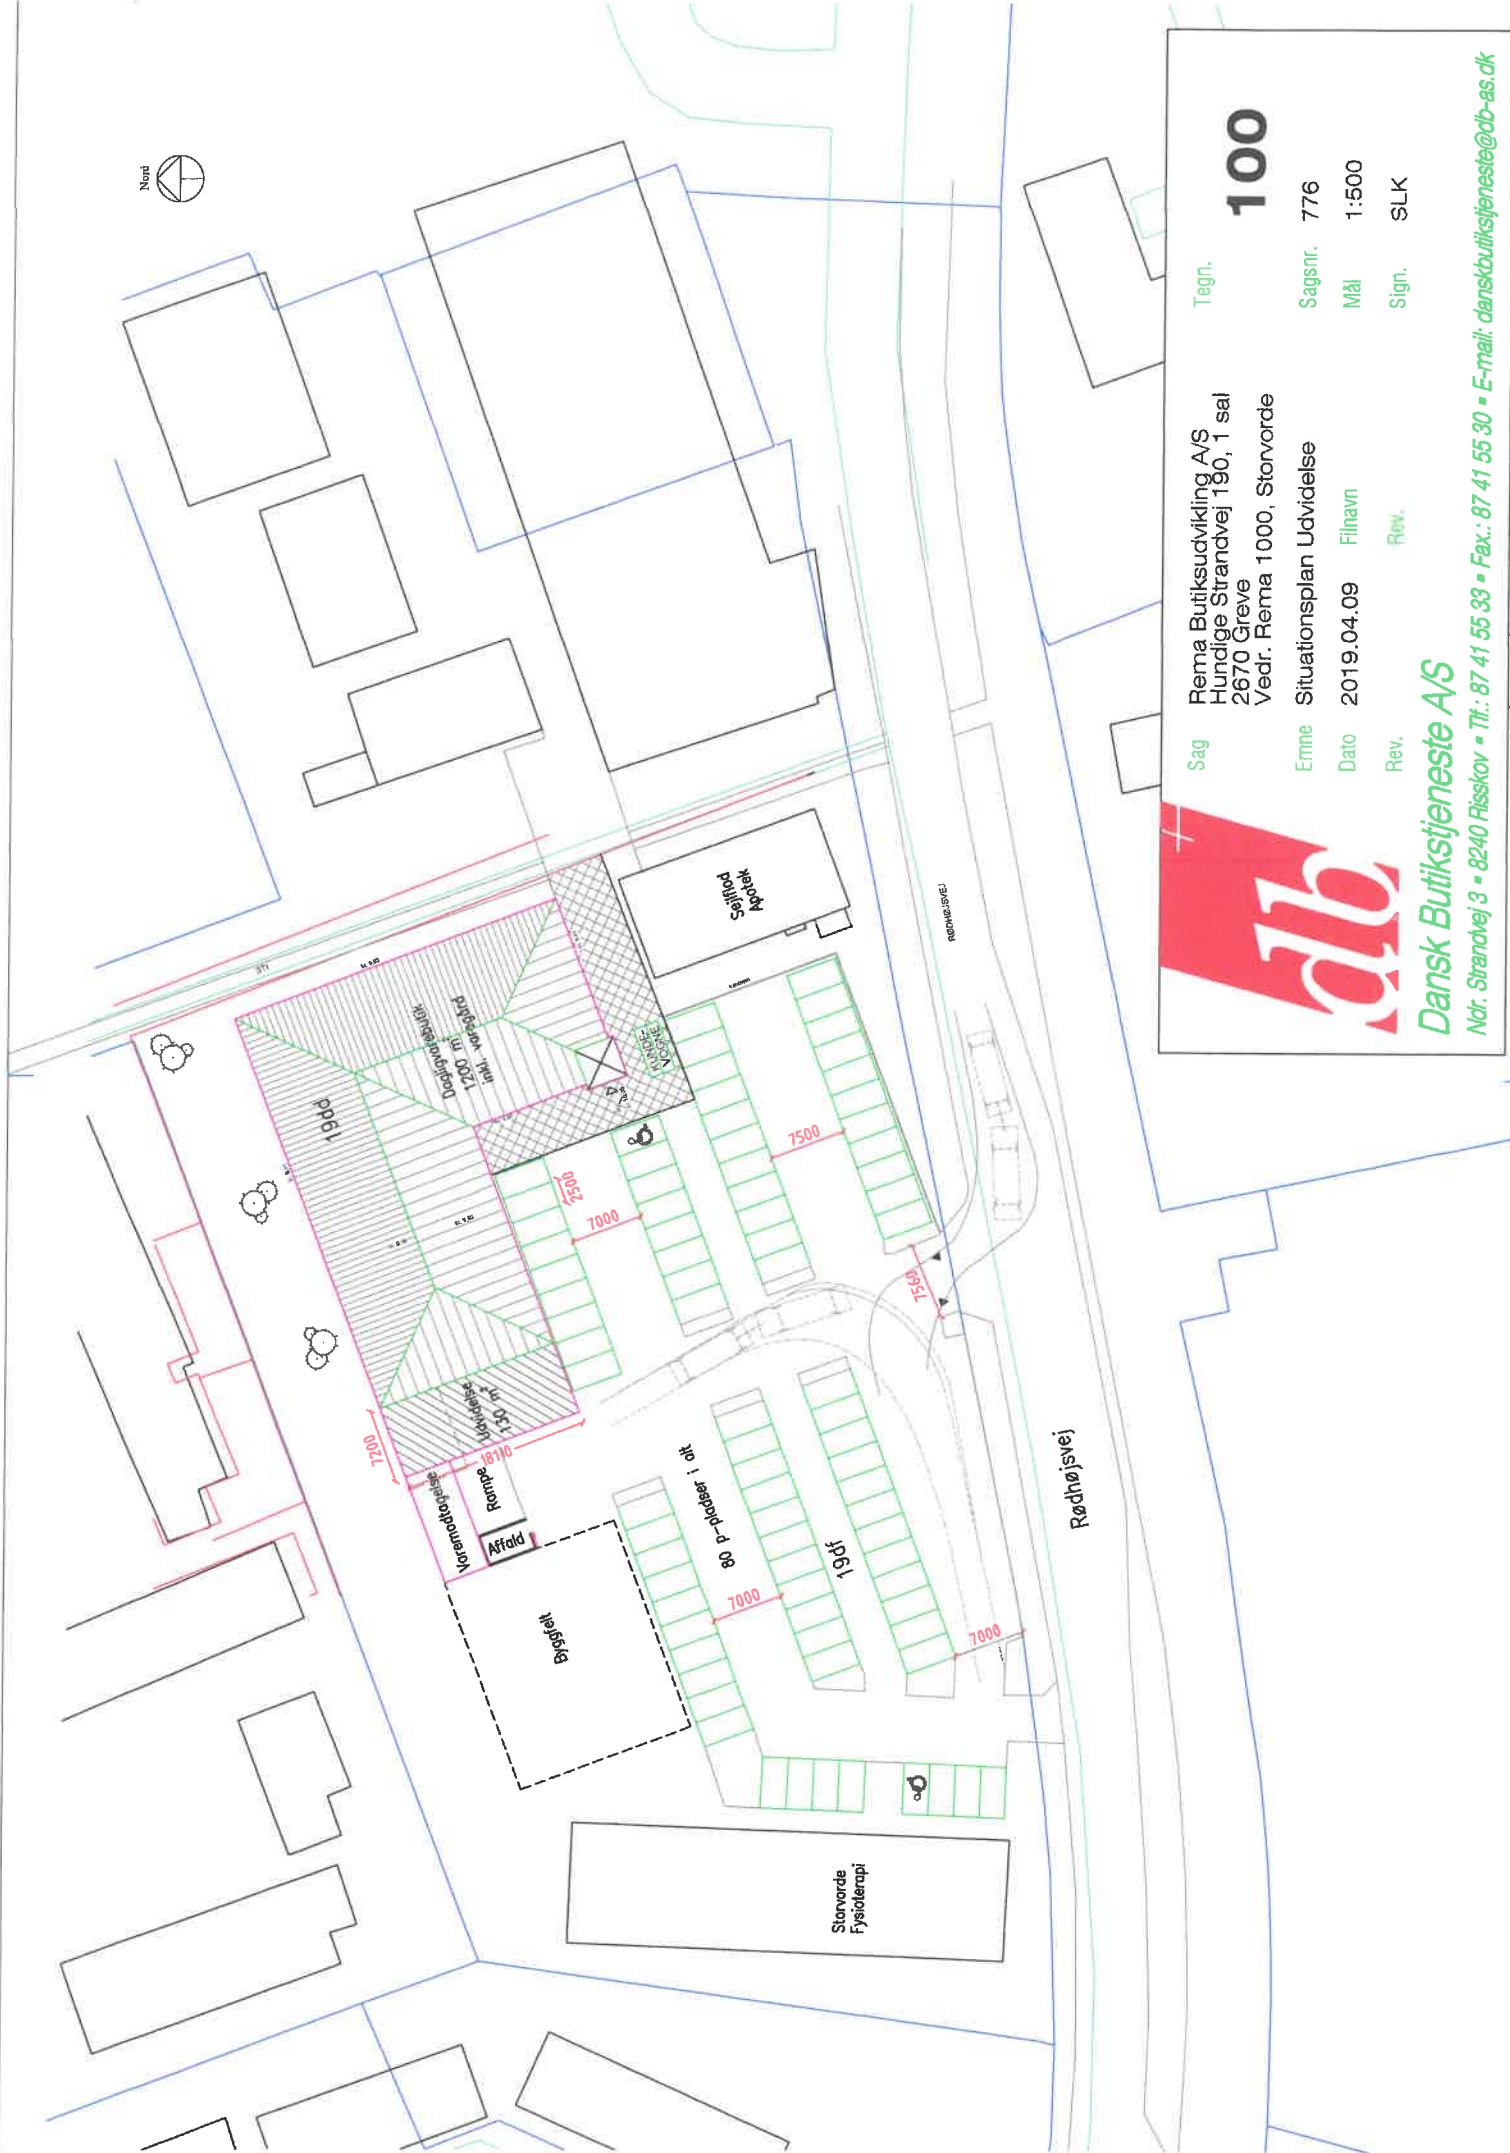 Nord
19dd
Dagligvarebutik
1200 m²
inkl. varegård
KUNDE-
VOGNE
Sejlflod
Apotek
RØDHØJSVEJ
Udvidelse
130 m²
7200
18110
Varemodtagelse
Rampe
Affald
Byggefelt
2500
7000
7500
7560
80 p-pladser i alt
7000
19df
7000
Rødhøjsvej
Storvorde
Fysioterapi
Sag
Rema Butiksudvikling A/S
Hundige Strandvej 190, 1 sal
2670 Greve
Vedr. Rema 1000, Storvorde
Tegn.
100
Emne Situationsplan Udvidelse
Sagsnr. 776
Dato 2019.04.09 Filnavn
Mål 1:500
Rev. Rev.
Sign. SLK
db
Dansk Butikstjeneste A/S
Ndr. Strandvej 3 ▪ 8240 Risskov ▪ Tlf.: 87 41 55 33 ▪ Fax.: 87 41 55 30 ▪ E-mail: danskbutikstjeneste@db-as.dk